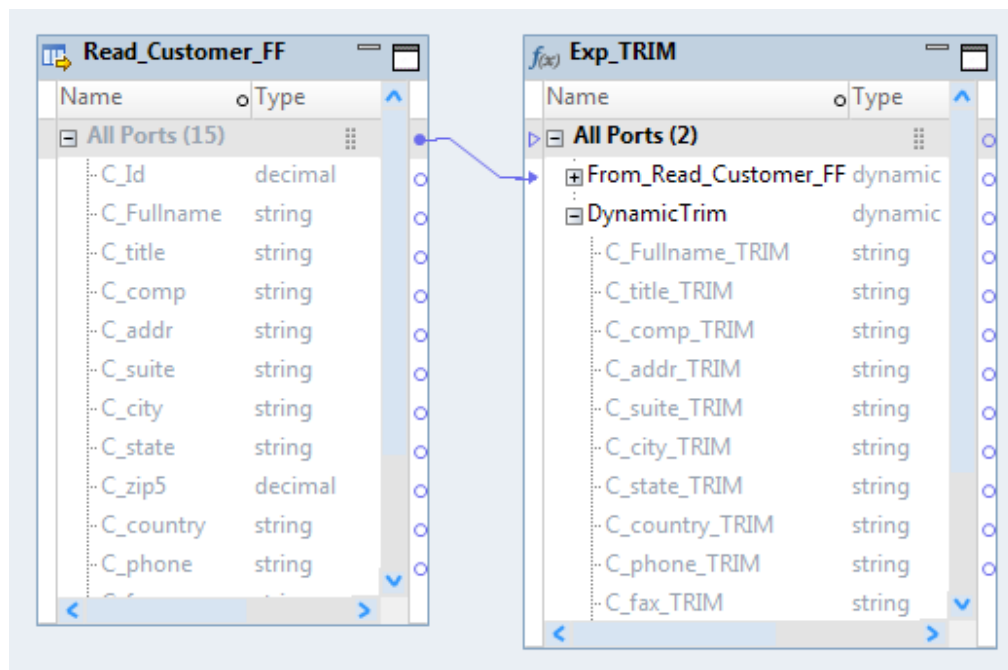 Read_Customer_FF
Name Type
All Ports (15)
C_Id decimal
C_Fullname string
C_title string
C_comp string
C_addr string
C_suite string
C_city string
C_state string
C_zip5 decimal
C_country string
C_phone string
f(x) Exp_TRIM
Name Type
All Ports (2)
From_Read_Customer_FF dynamic
DynamicTrim dynamic
C_Fullname_TRIM string
C_title_TRIM string
C_comp_TRIM string
C_addr_TRIM string
C_suite_TRIM string
C_city_TRIM string
C_state_TRIM string
C_country_TRIM string
C_phone_TRIM string
C_fax_TRIM string